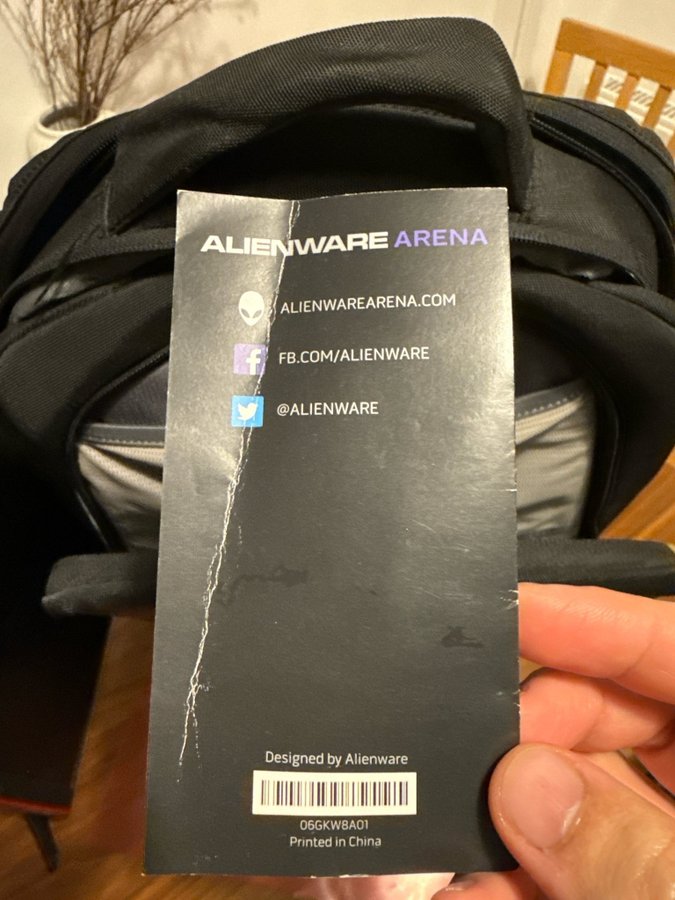 ALIENWARE ARENA
ALIENWAREARENA.COM
FB.COM/ALIENWARE
@ALIENWARE
Designed by Alienware
06GKW8A01
Printed in China